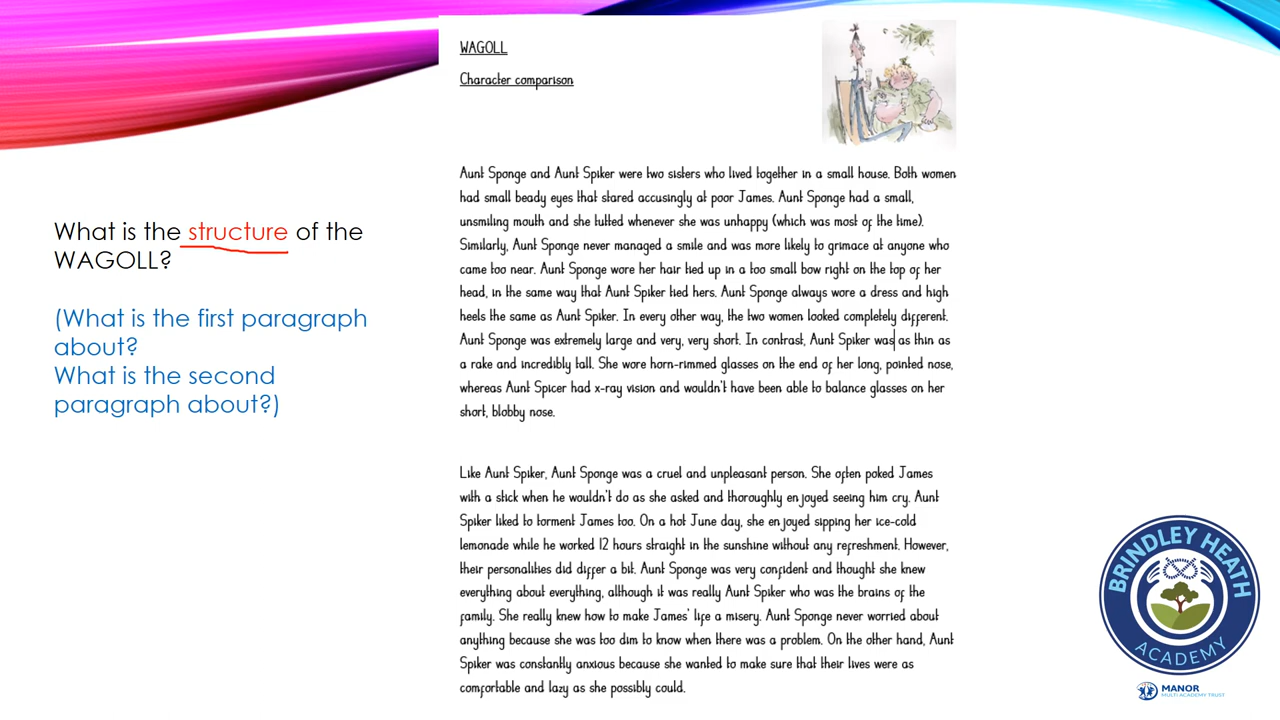 What is the structure of the
WAGOLL?
(What is the first paragraph
about?
What is the second
paragraph about?)
WAGOLL
Character comparison
Aunt Sponge and Aunt Spiker were two sisters who lived together in a small house. Both women
had small beady eyes that stared accusingly at poor James. Aunt Sponge had a small,
unsmiling mouth and she tutted whenever she was unhappy (which was most of the time).
Similarly, Aunt Sponge never managed a smile and was more likely to grimace at anyone who
came too near. Aunt Sponge wore her hair tied up in a too small bow right on the top of her
head, in the same way that Aunt Spiker tied hers. Aunt Sponge always wore a dress and high
heels the same as Aunt Spiker. In every other way, the two women looked completely different.
Aunt Sponge was extremely large and very, very short. In contrast, Aunt Spiker was as thin as
a rake and incredibly tall. She wore horn-rimmed glasses on the end of her long, pointed nose,
whereas Aunt Spicer had x-ray vision and wouldn't have been able to balance glasses on her
short, blobby nose.
Like Aunt Spiker, Aunt Sponge was a cruel and unpleasant person. She often poked James
with a stick when he wouldn't do as she asked and thoroughly enjoyed seeing him cry. Aunt
Spiker liked to torment James too. On a hot June day, she enjoyed sipping her ice-cold
lemonade while he worked 12 hours straight in the sunshine without any refreshment. However,
their personalities did differ a bit. Aunt Sponge was very confident and thought she knew
everything about everything, although it was really Aunt Spiker who was the brains of the
family. She really knew how to make James' life a misery. Aunt Sponge never worried about
anything because she was too dim to know when there was a problem. On the other hand, Aunt
Spiker was constantly anxious because she wanted to make sure that their lives were as
comfortable and lazy as she possibly could.
BRINDLEY HEATH
ACADEMY
MANOR
MULTI ACADEMY TRUST